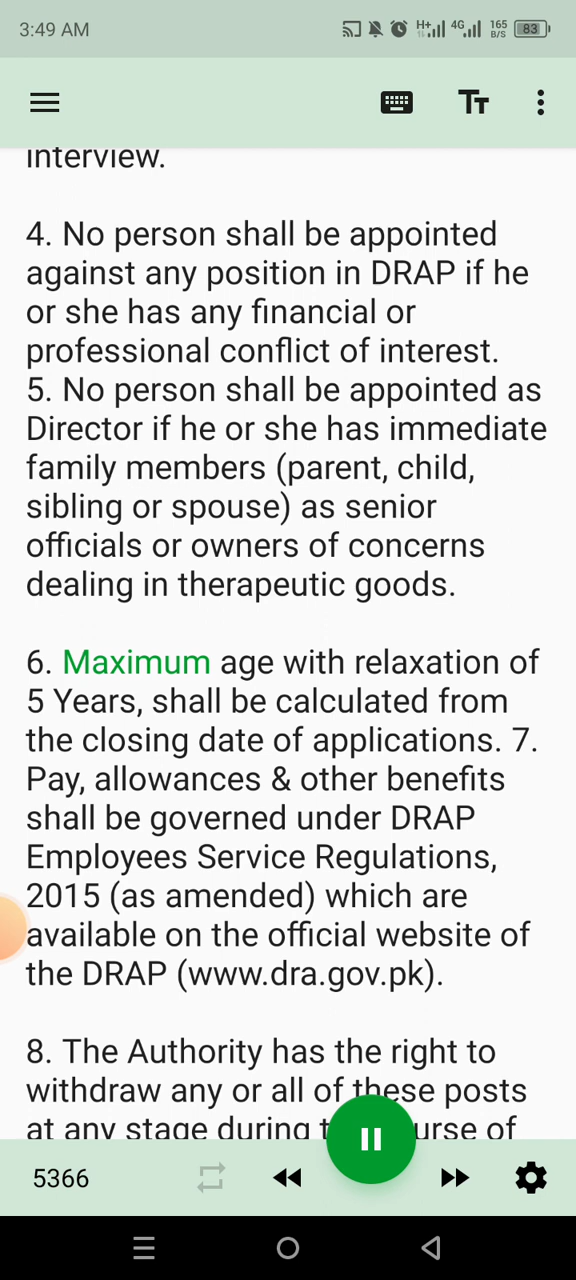 3:49 AM H+ 4G 165 B/S 83
interview.
4. No person shall be appointed
against any position in DRAP if he
or she has any financial or
professional conflict of interest.
5. No person shall be appointed as
Director if he or she has immediate
family members (parent, child,
sibling or spouse) as senior
officials or owners of concerns
dealing in therapeutic goods.
6. Maximum age with relaxation of
5 Years, shall be calculated from
the closing date of applications. 7.
Pay, allowances & other benefits
shall be governed under DRAP
Employees Service Regulations,
2015 (as amended) which are
available on the official website of
the DRAP (www.dra.gov.pk).
8. The Authority has the right to
withdraw any or all of these posts
at any stage during urse of
5366